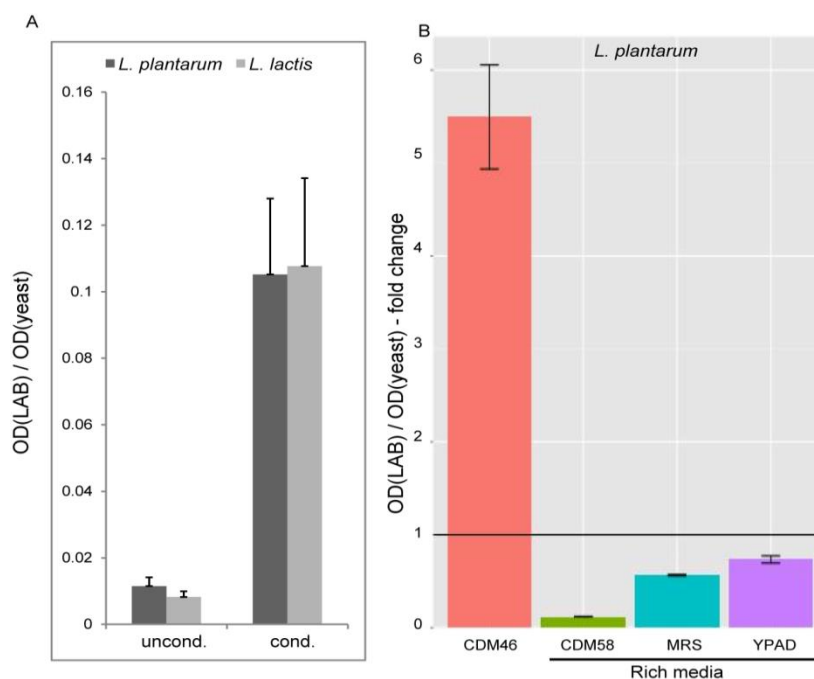 A
L. plantarum L. lactis
0.16
0.14
0.12
0.1
0.08
0.06
0.04
0.02
0
OD(LAB) / OD(yeast)
uncond. cond.
B
L. plantarum
6
5
4
3
2
1
0
OD(LAB) / OD(yeast) - fold change
CDM46 CDM58 MRS YPAD
Rich media